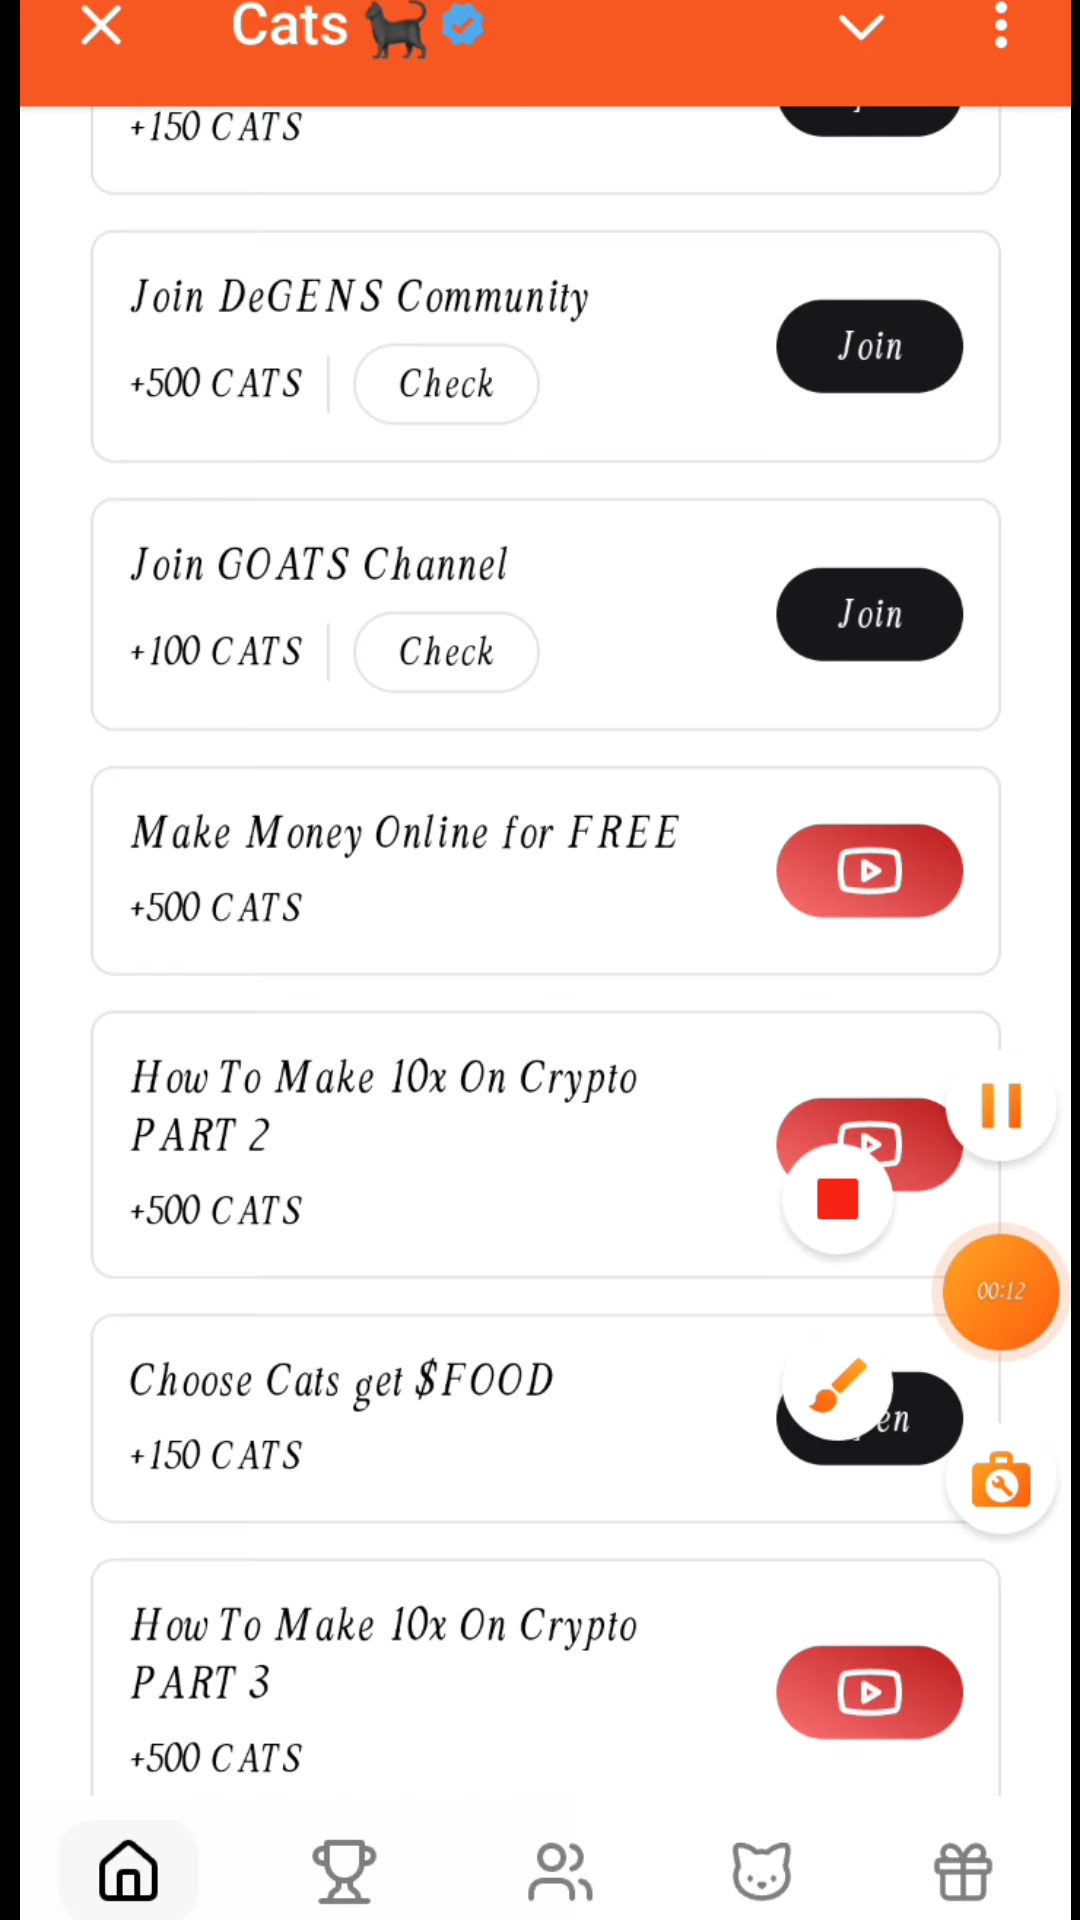 Cats
+150 CATS
Join DeGENS Community
+500 CATS
Check
Join
Join GOATS Channel
+100 CATS
Check
Join
Make Money Online for FREE
+500 CATS
How To Make 10x On Crypto
PART 2
+500 CATS
00:12
Choose Cats get $FOOD
+150 CATS
How To Make 10x On Crypto
PART 3
+500 CATS